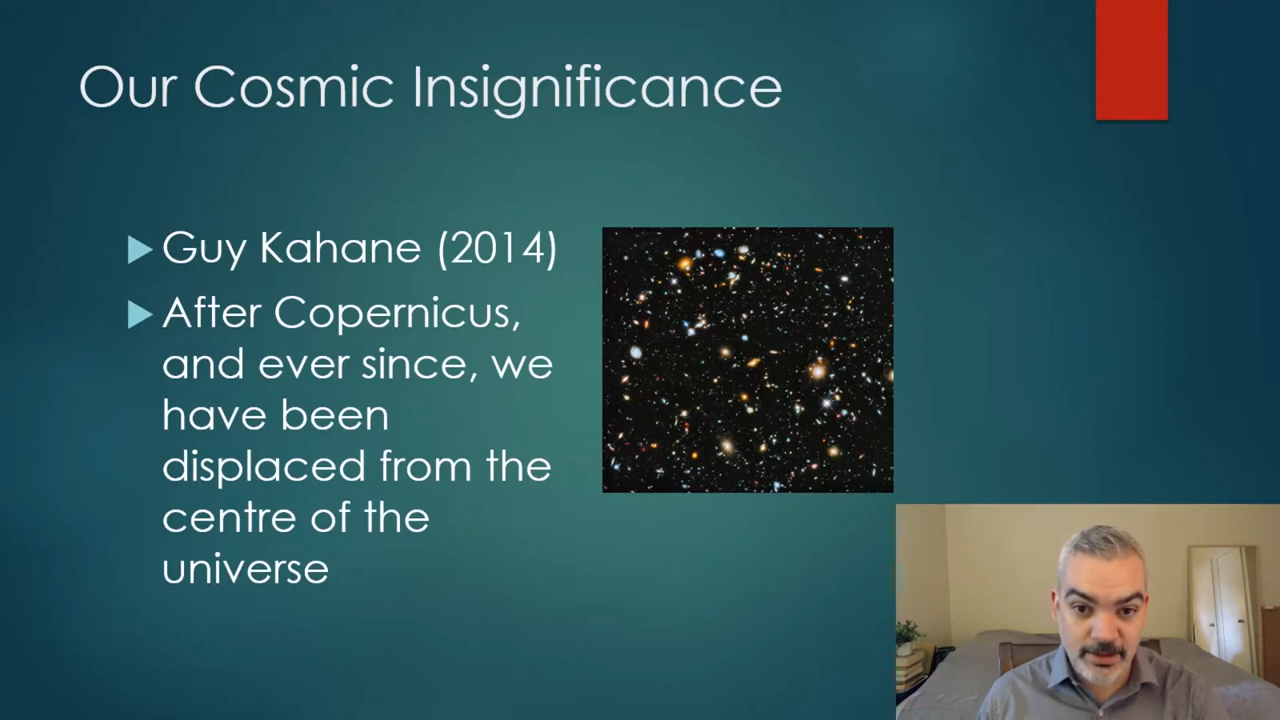 Our Cosmic Insignificance
Guy Kahane (2014)
After Copernicus,
and ever since, we
have been
displaced from the
centre of the
universe